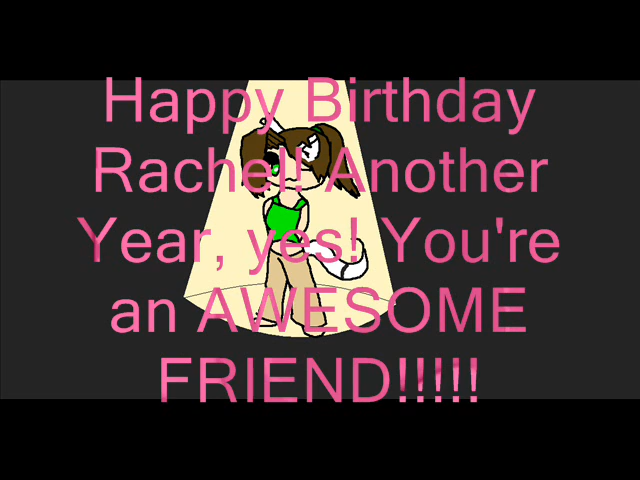 Happy Birthday
Rachel! Another
Year, yes! You're
an AWESOME
FRIEND!!!!!